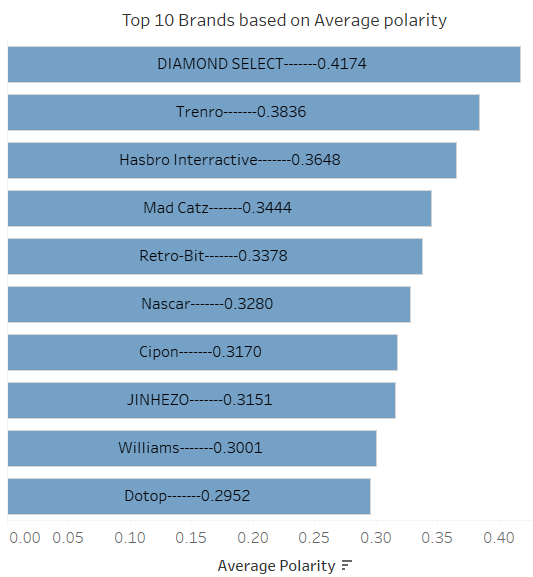 Top 10 Brands based on Average polarity
DIAMOND SELECT-------0.4174
Trenro-------0.3836
Hasbro Interractive-------0.3648
Mad Catz-------0.3444
Retro-Bit-------0.3378
Nascar-------0.3280
Cipon-------0.3170
JINHEZO-------0.3151
Williams-------0.3001
Dotop-------0.2952
0.00 0.05 0.10 0.15 0.20 0.25 0.30 0.35 0.40
Average Polarity